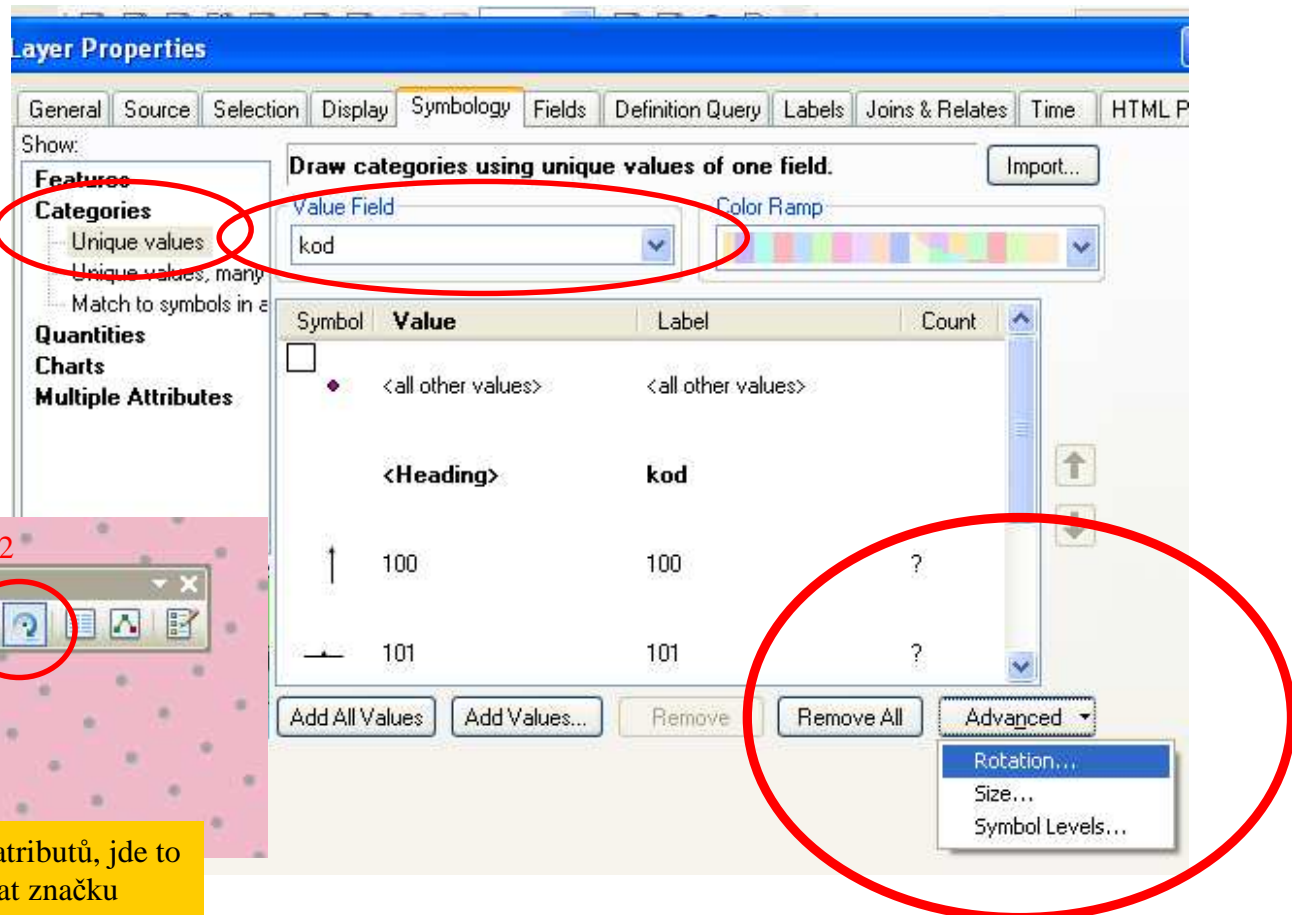 Layer Properties
General Source Selection Display Symbology Fields Definition Query Labels Joins & Relates Time HTML P
Show:
Features
Categories
Unique values
Unique values, many
Match to symbols in a
Quantities
Charts
Multiple Attributes
Draw categories using unique values of one field.
Import...
Value Field
kod
Color Ramp
Symbol Value Label Count
<all other values> <all other values>
<Heading> kod
100 100 ?
101 101 ?
Add All Values Add Values... Remove Remove All Advanced
Rotation...
Size...
Symbol Levels...
2
atributů, jde to
at značku